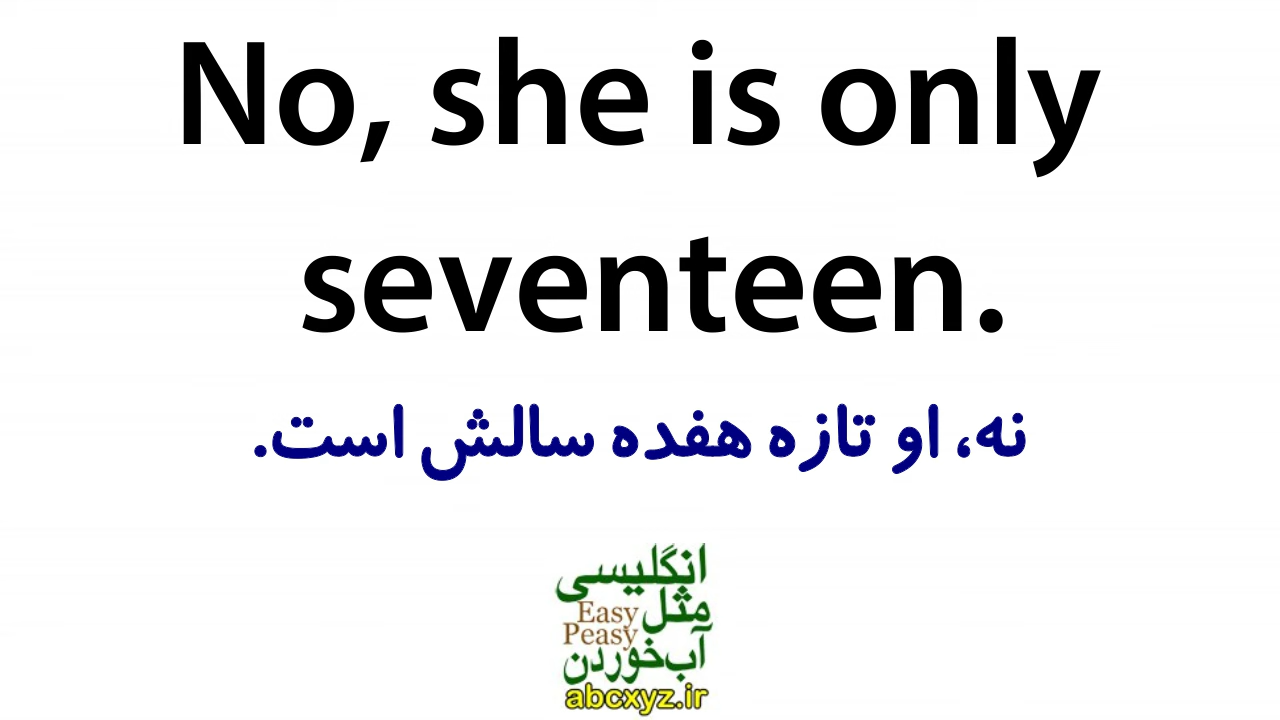 No, she is only
seventeen.
نه، او تازه هفده سالش است.
انگلیسی
مثل Easy
Peasy
آب‌خوردن
abcxyz.ir